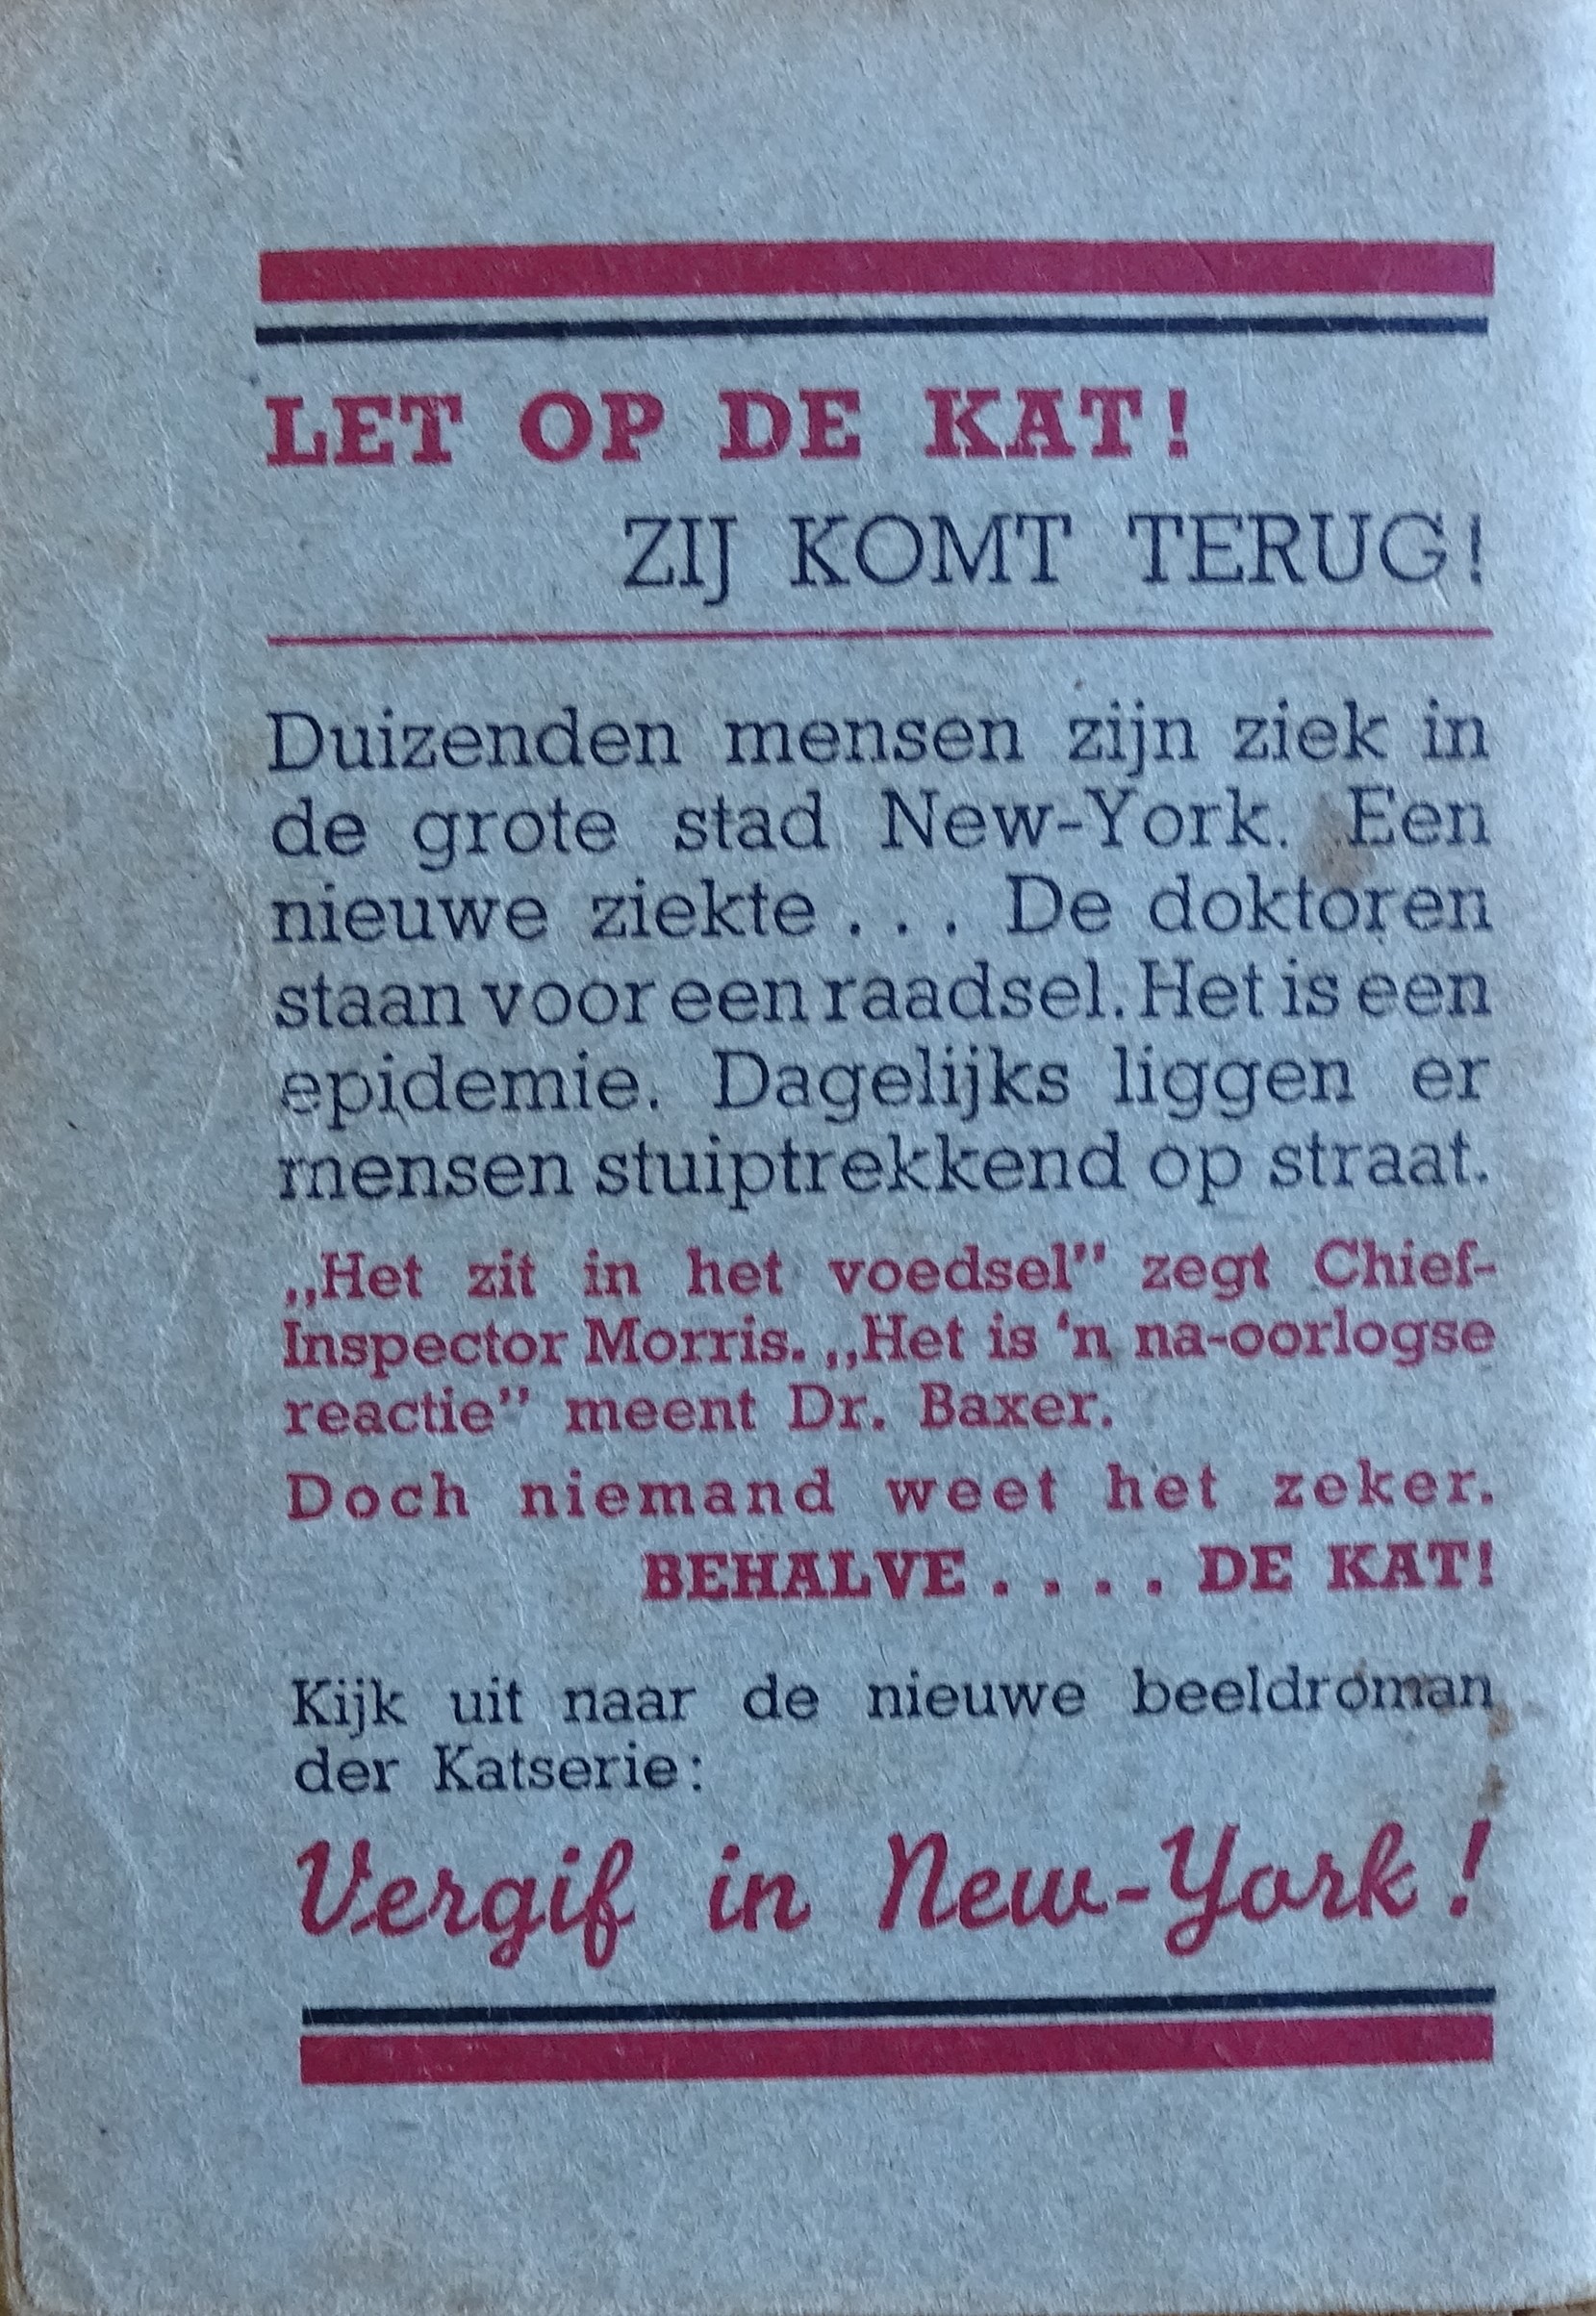 LET OP DE KAT!
ZIJ KOMT TERUG!
Duizenden mensen zijn ziek in
de grote stad New-York. Een
nieuwe ziekte . . . De doktoren
staan voor een raadsel. Het is een
epidemie. Dagelijks liggen er
mensen stuiptrekkend op straat.
„Het zit in het voedsel” zegt Chief-
Inspector Morris. „Het is ‘n na-oorlogse
reactie” meent Dr. Baxer.
Doch niemand weet het zeker.
BEHALVE . . . . DE KAT!
Kijk uit naar de nieuwe beeldroman
der Katserie:
Vergif in New-York!